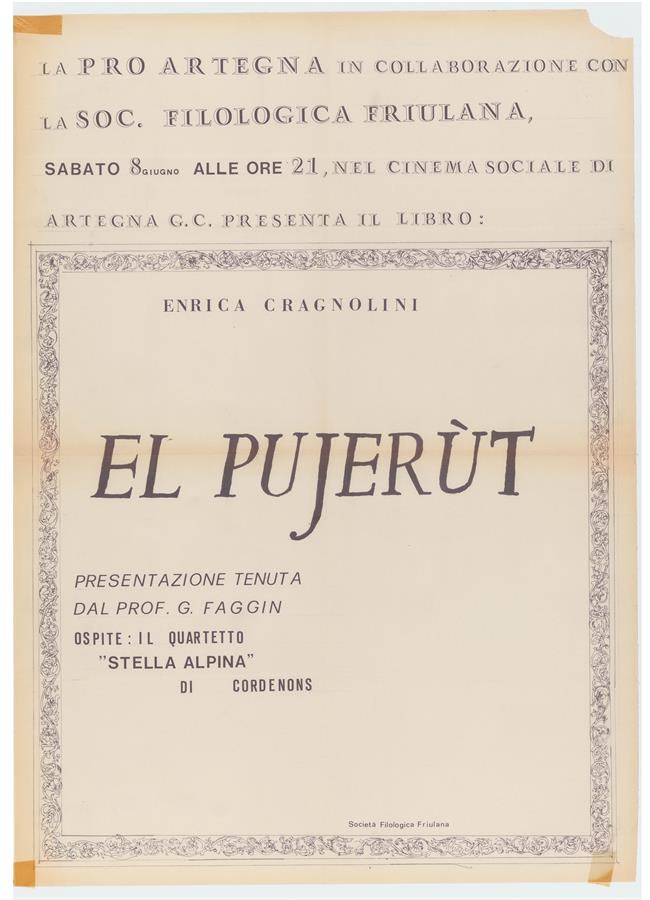 LA PRO ARTEGNA IN COLLABORAZIONE CON
LA SOC. FILOLOGICA FRIULANA,
SABATO 8 GIUGNO ALLE ORE 21, NEL CINEMA SOCIALE DI
ARTEGNA G.C. PRESENTA IL LIBRO:
ENRICA CRAGNOLINI
EL PUJERÙT
PRESENTAZIONE TENUTA
DAL PROF. G. FAGGIN
OSPITE: IL QUARTETTO
"STELLA ALPINA"
DI CORDENONS
Società Filologica Friulana